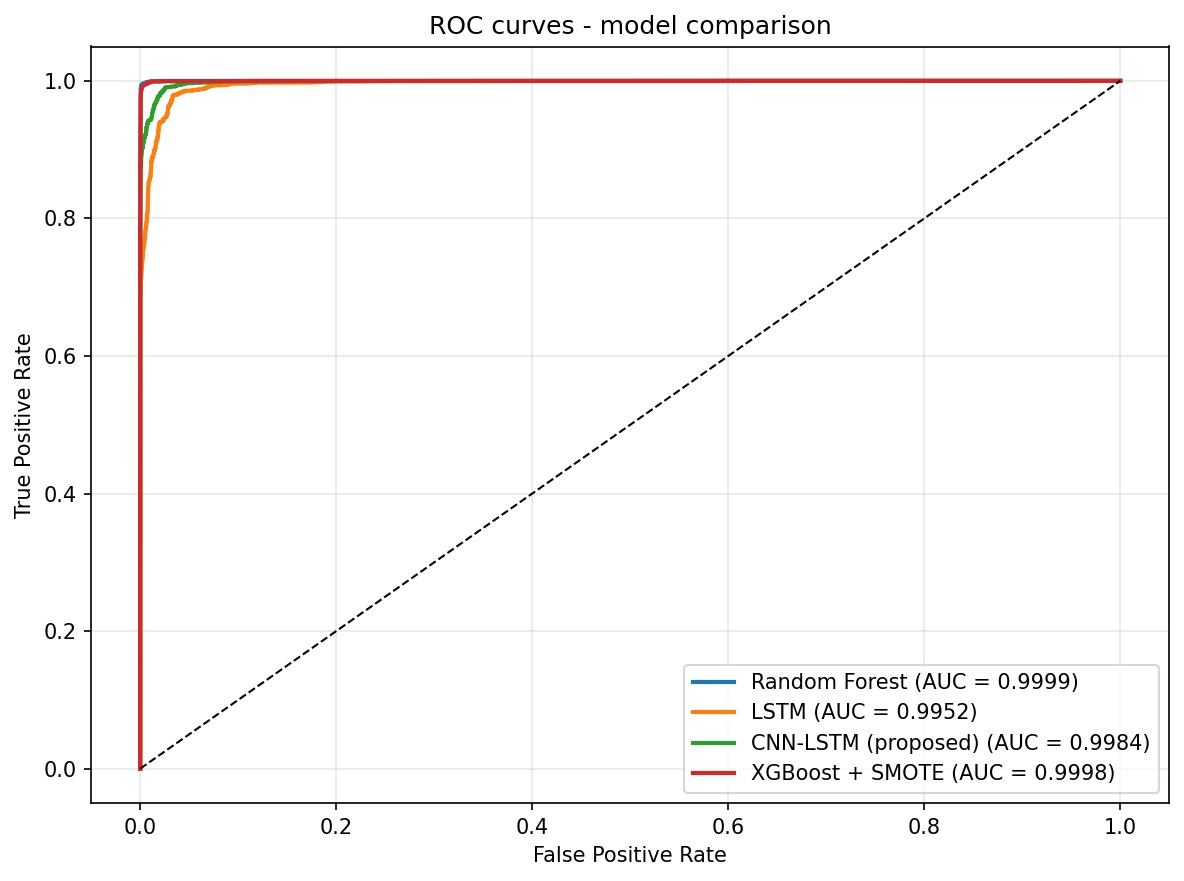 ROC curves - model comparison
True Positive Rate
1.0
0.8
0.6
0.4
0.2
0.0
0.0 0.2 0.4 0.6 0.8 1.0
False Positive Rate
Random Forest (AUC = 0.9999)
LSTM (AUC = 0.9952)
CNN-LSTM (proposed) (AUC = 0.9984)
XGBoost + SMOTE (AUC = 0.9998)